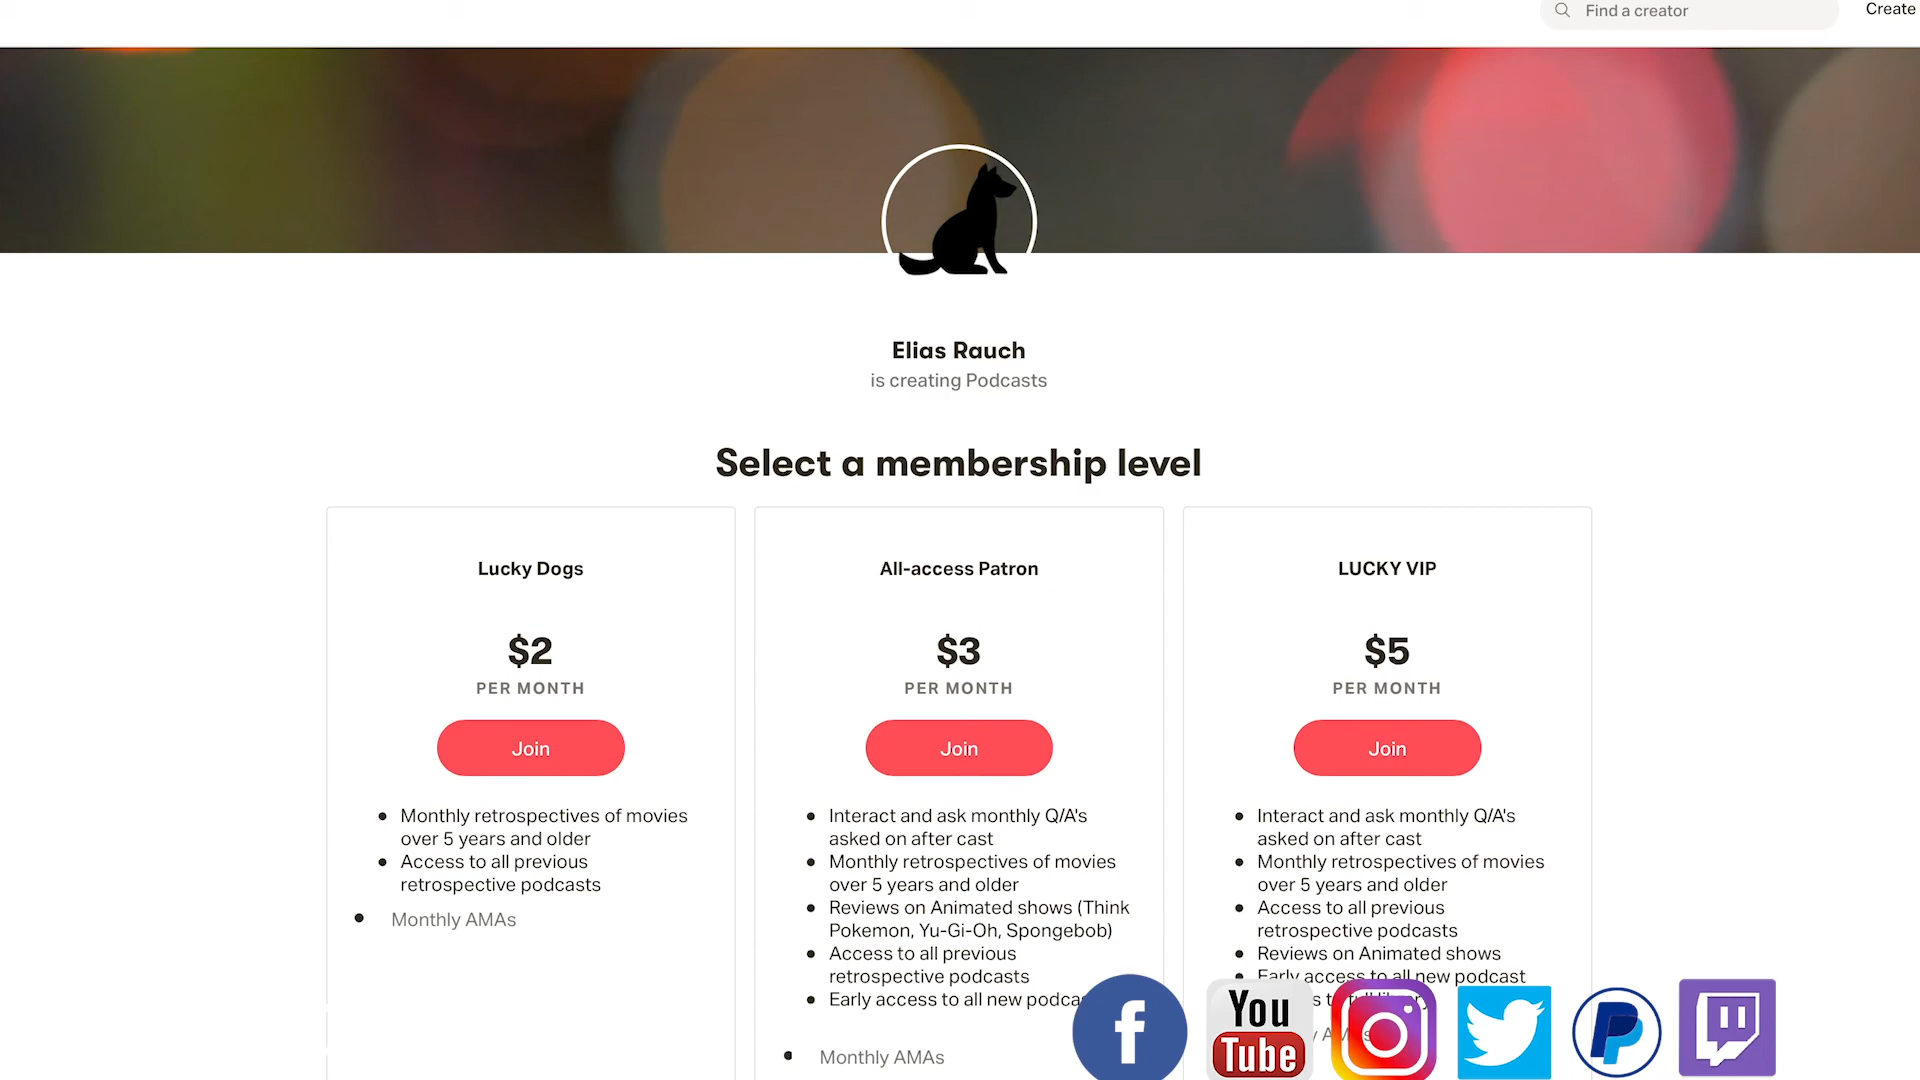 Find a creator
Create
Elias Rauch
is creating Podcasts
Select a membership level
Lucky Dogs
$2
PER MONTH
Join
Monthly retrospectives of movies
over 5 years and older
Access to all previous
retrospective podcasts
Monthly AMAs
All-access Patron
$3
PER MONTH
Join
Interact and ask monthly Q/A's
asked on after cast
Monthly retrospectives of movies
over 5 years and older
Reviews on Animated shows (Think
Pokemon, Yu-Gi-Oh, Spongebob)
Access to all previous
retrospective podcasts
Early access to all new
Monthly AMAs
LUCKY VIP
$5
PER MONTH
Join
Interact and ask monthly Q/A's
asked on after cast
Monthly retrospectives of movies
over 5 years and older
Access to all previous
retrospective podcasts
Reviews on Animated shows
Early access to all new podcast
You
Tube